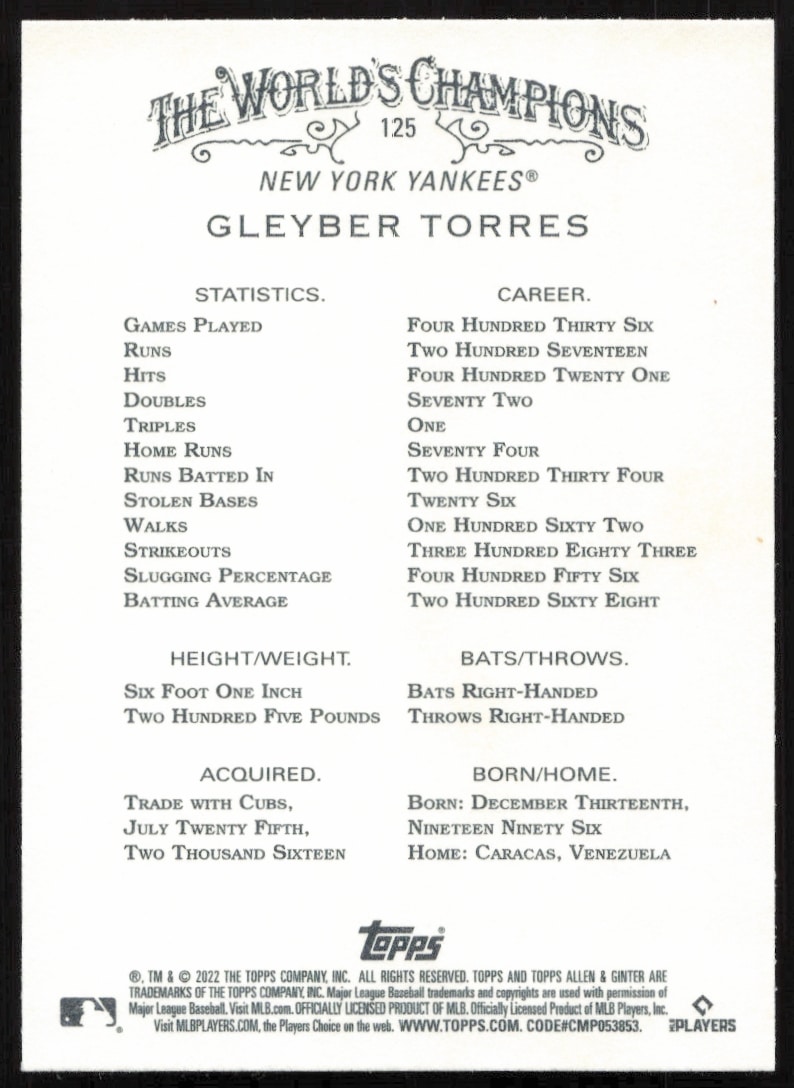 THE WORLD'S CHAMPIONS
125
NEW YORK YANKEES®
GLEYBER TORRES
STATISTICS. CAREER.
GAMES PLAYED FOUR HUNDRED THIRTY SIX
RUNS TWO HUNDRED SEVENTEEN
HITS FOUR HUNDRED TWENTY ONE
DOUBLES SEVENTY TWO
TRIPLES ONE
HOME RUNS SEVENTY FOUR
RUNS BATTED IN TWO HUNDRED THIRTY FOUR
STOLEN BASES TWENTY SIX
WALKS ONE HUNDRED SIXTY TWO
STRIKEOUTS THREE HUNDRED EIGHTY THREE
SLUGGING PERCENTAGE FOUR HUNDRED FIFTY SIX
BATTING AVERAGE TWO HUNDRED SIXTY EIGHT
HEIGHT/WEIGHT. BATS/THROWS.
SIX FOOT ONE INCH BATS RIGHT-HANDED
TWO HUNDRED FIVE POUNDS THROWS RIGHT-HANDED
ACQUIRED. BORN/HOME.
TRADE WITH CUBS, BORN: DECEMBER THIRTEENTH,
JULY TWENTY FIFTH, NINETEEN NINETY SIX
TWO THOUSAND SIXTEEN HOME: CARACAS, VENEZUELA
topps®
®, TM & © 2022 THE TOPPS COMPANY, INC. ALL RIGHTS RESERVED. TOPPS AND TOPPS ALLEN & GINTER ARE
TRADEMARKS OF THE TOPPS COMPANY, INC. Major League Baseball trademarks and copyrights are used with permission of
Major League Baseball. Visit MLB.com. OFFICIALLY LICENSED PRODUCT OF MLB. Officially Licensed Product of MLB Players, Inc.
Visit MLBPLAYERS.COM, the Players Choice on the web. WWW.TOPPS.COM. CODE#CMP053853.
MLB PLAYERS